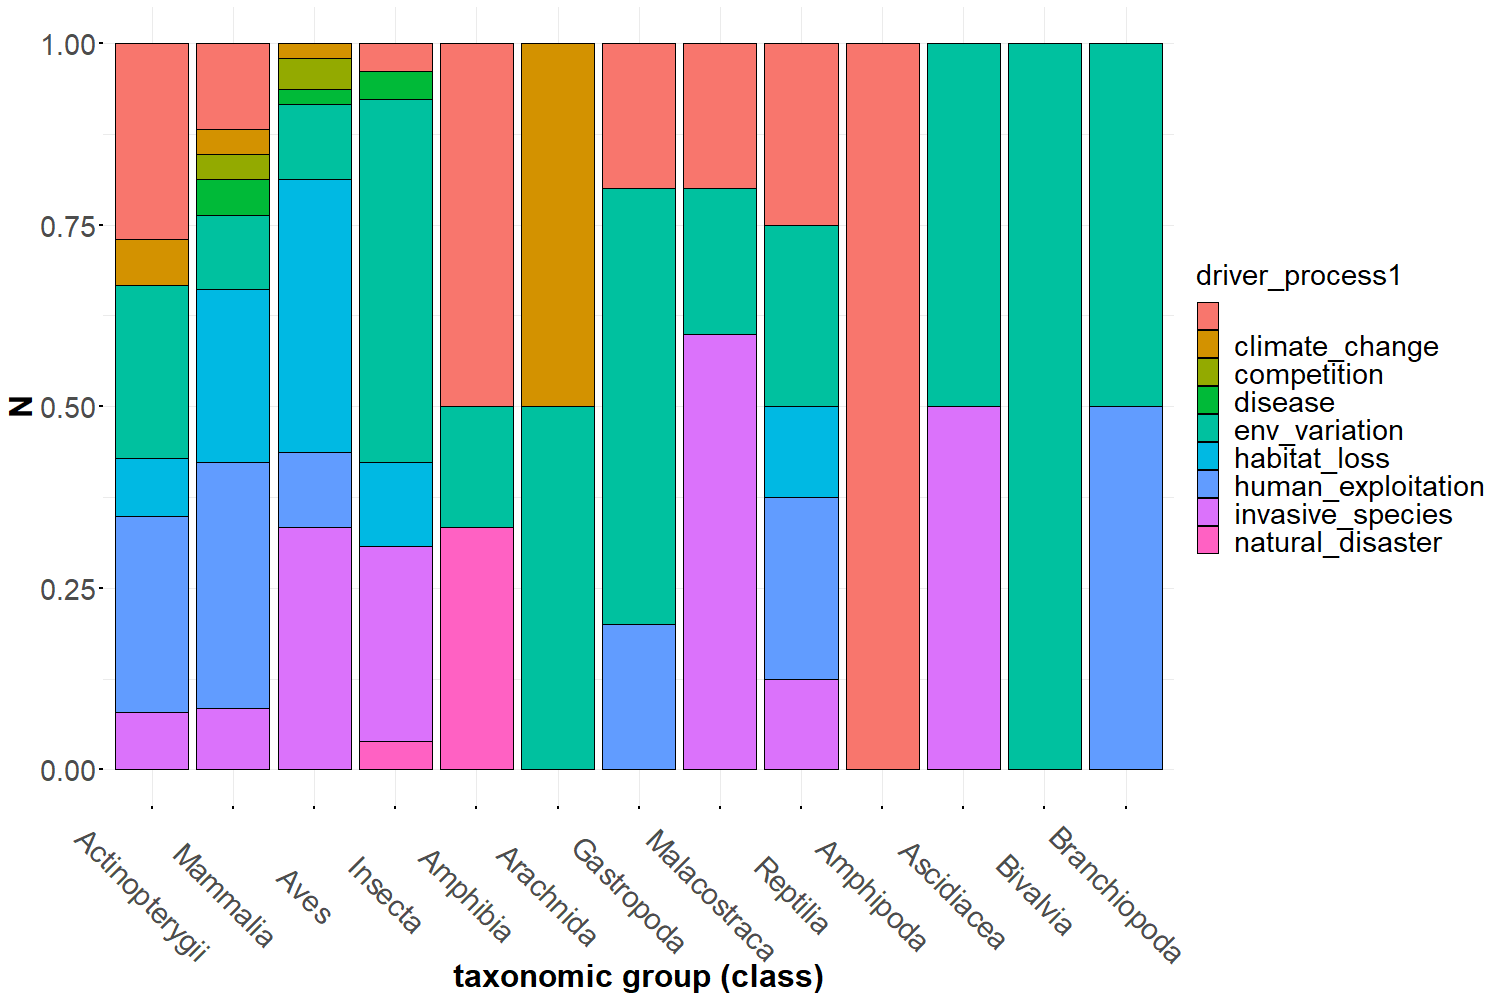 1.00
0.75
0.50
0.25
0.00
N
Actinopterygii
Mammalia
Aves
Insecta
Amphibia
Arachnida
Gastropoda
Malacostraca
Reptilia
Amphipoda
Ascidiacea
Bivalvia
Branchiopoda
taxonomic group (class)
driver_process1
climate_change
competition
disease
env_variation
habitat_loss
human_exploitation
invasive_species
natural_disaster